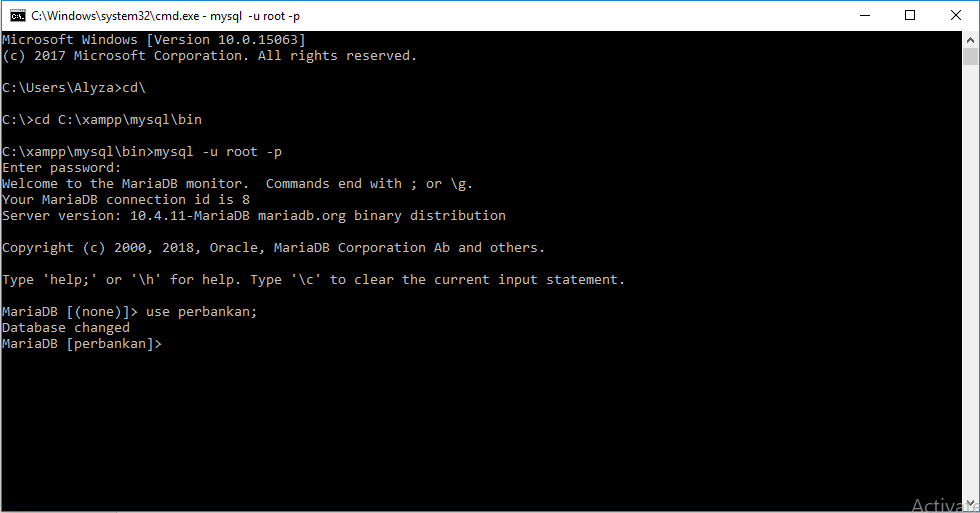 C:\Windows\system32\cmd.exe - mysql  -u root -p
Microsoft Windows [Version 10.0.15063]
(c) 2017 Microsoft Corporation. All rights reserved.
C:\Users\Alyza>cd\
C:\>cd C:\xampp\mysql\bin
C:\xampp\mysql\bin>mysql -u root -p
Enter password:
Welcome to the MariaDB monitor.  Commands end with ; or \g.
Your MariaDB connection id is 8
Server version: 10.4.11-MariaDB mariadb.org binary distribution
Copyright (c) 2000, 2018, Oracle, MariaDB Corporation Ab and others.
Type 'help;' or '\h' for help. Type '\c' to clear the current input statement.
MariaDB [(none)]> use perbankan;
Database changed
MariaDB [perbankan]>